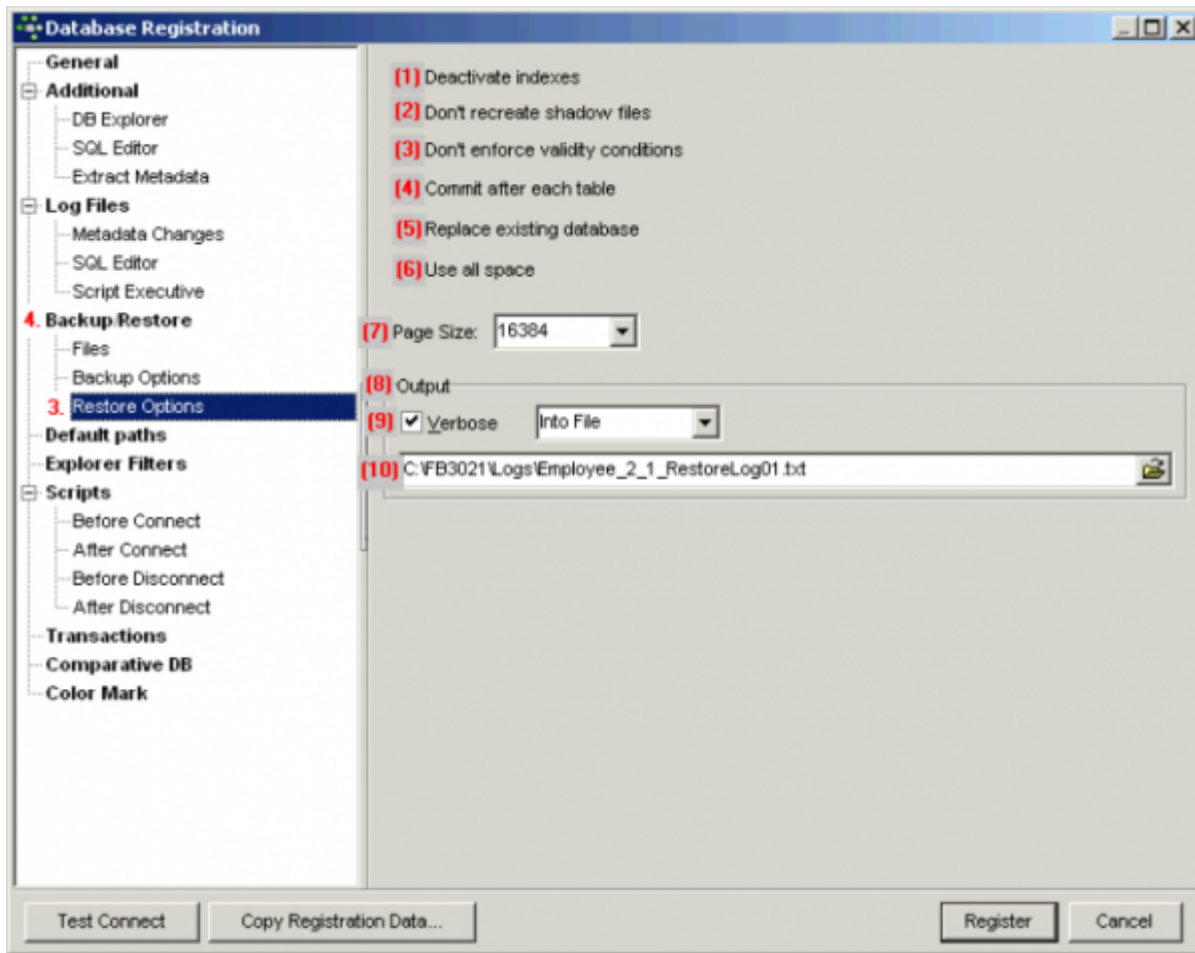 Database Registration
General
Additional
DB Explorer
SQL Editor
Extract Metadata
Log Files
Metadata Changes
SQL Editor
Script Executive
4. Backup/Restore
Files
Backup Options
3. Restore Options
Default paths
Explorer Filters
Scripts
Before Connect
After Connect
Before Disconnect
After Disconnect
Transactions
Comparative DB
Color Mark
(1) Deactivate indexes
(2) Don't recreate shadow files
(3) Don't enforce validity conditions
(4) Commit after each table
(5) Replace existing database
(6) Use all space
(7) Page Size: 16384
(8) Output
(9) Verbose Into File
(10) C:\FB3021\Logs\Employee_2_1_RestoreLog01.txt
Test Connect Copy Registration Data... Register Cancel